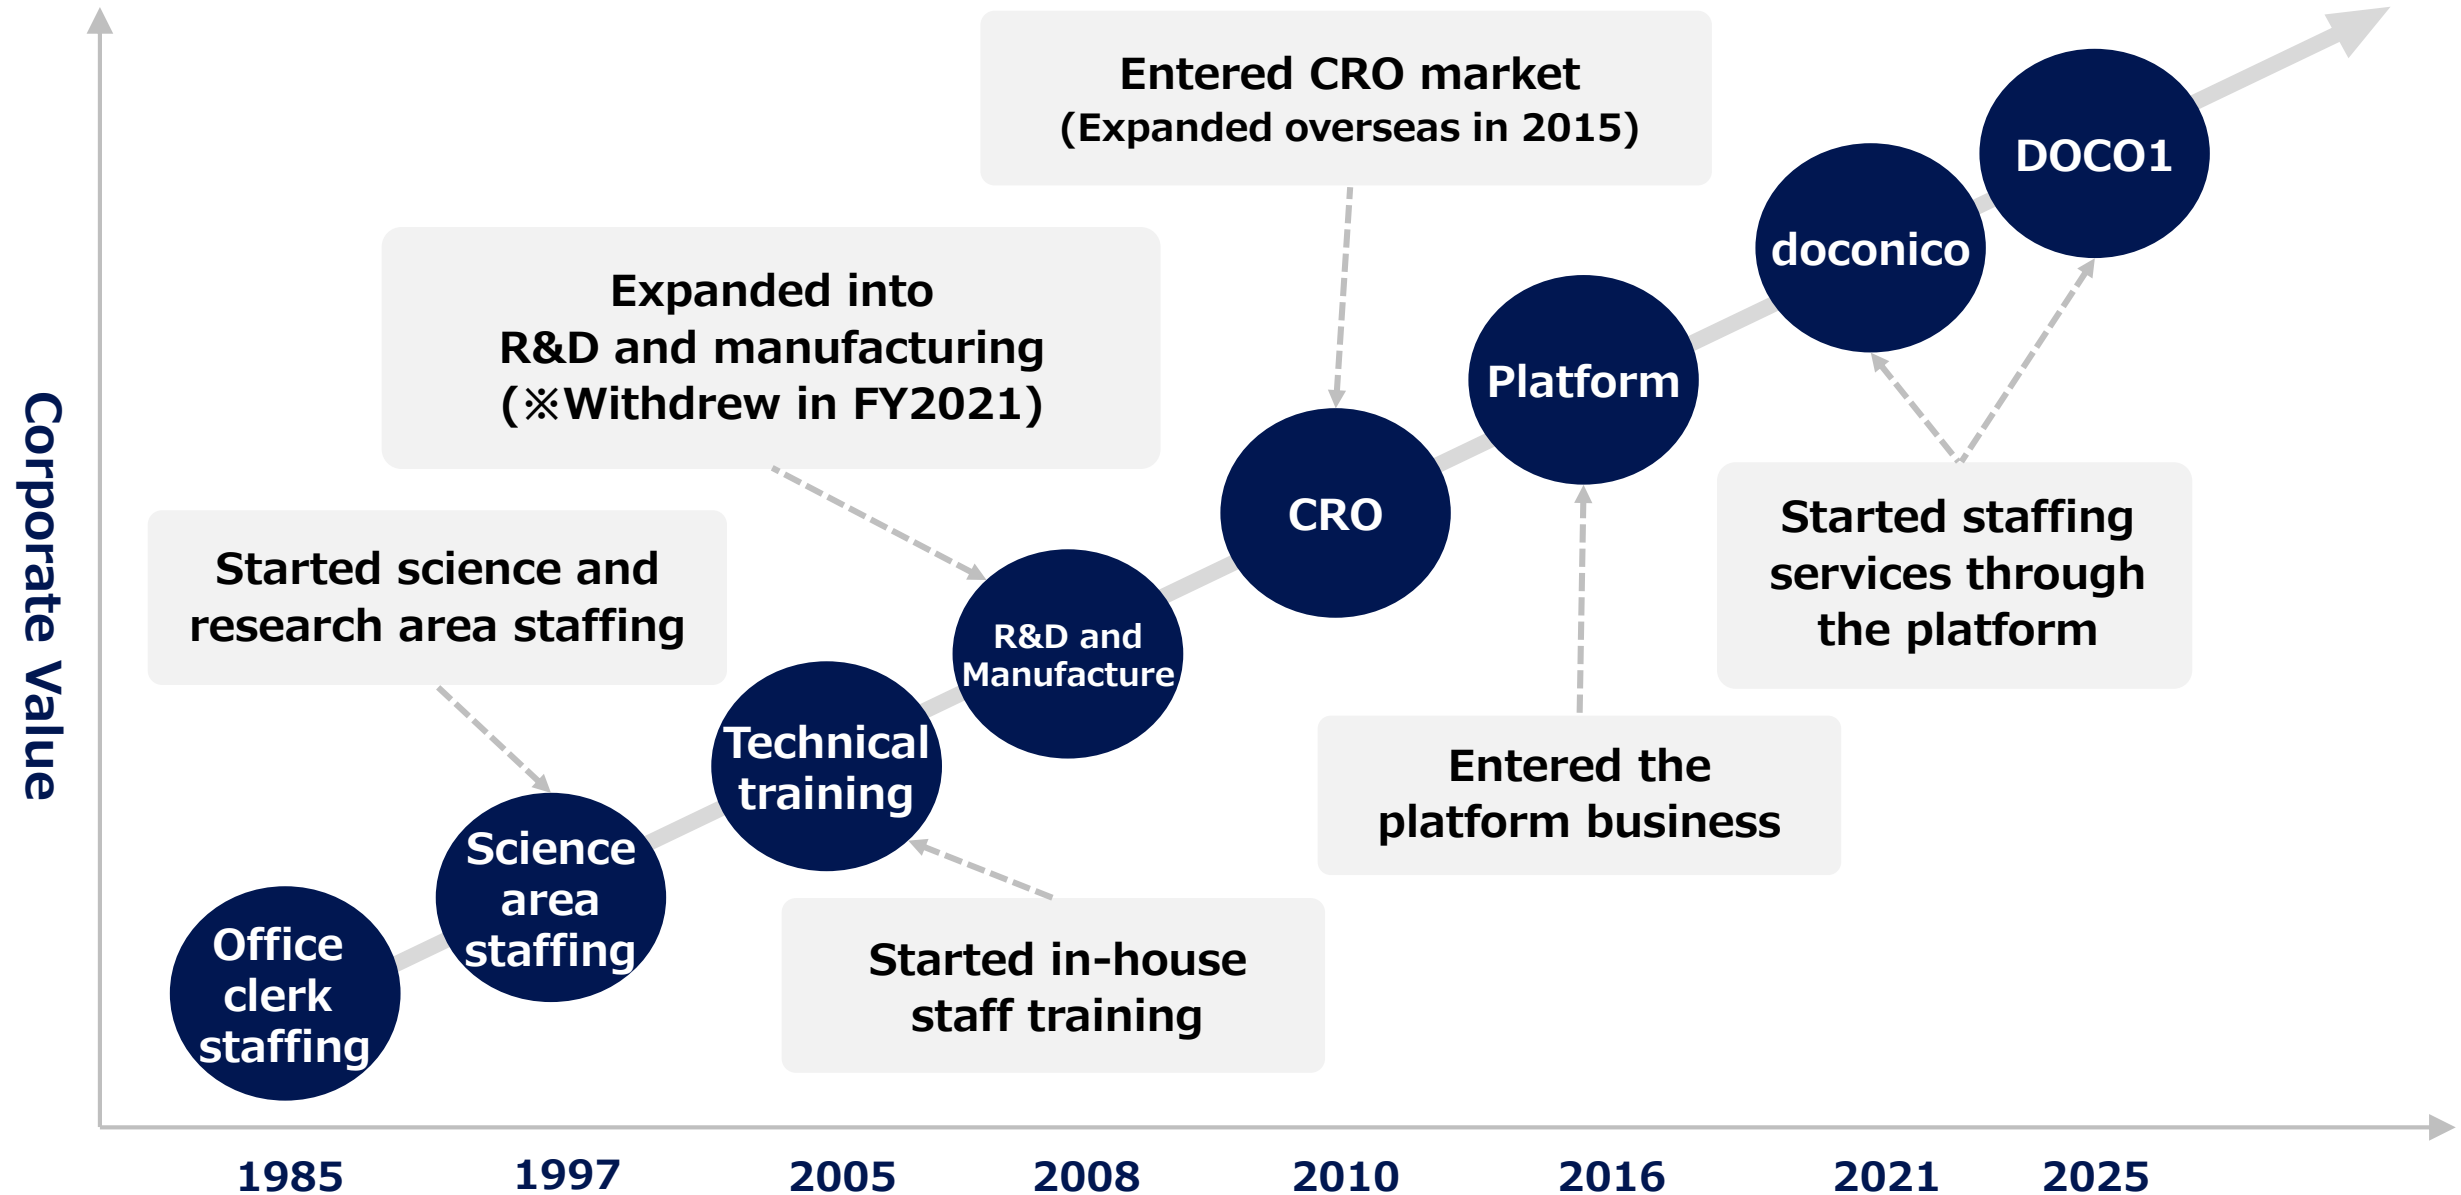 Corporate Value
Entered CRO market
(Expanded overseas in 2015)
DOCO1
doconico
Expanded into
R&D and manufacturing
(※Withdrew in FY2021)
Platform
CRO
Started staffing
services through
the platform
Started science and
research area staffing
R&D and
Manufacture
Technical
training
Entered the
platform business
Science
area
staffing
Office
clerk
staffing
Started in-house
staff training
1985
1997
2005
2008
2010
2016
2021
2025